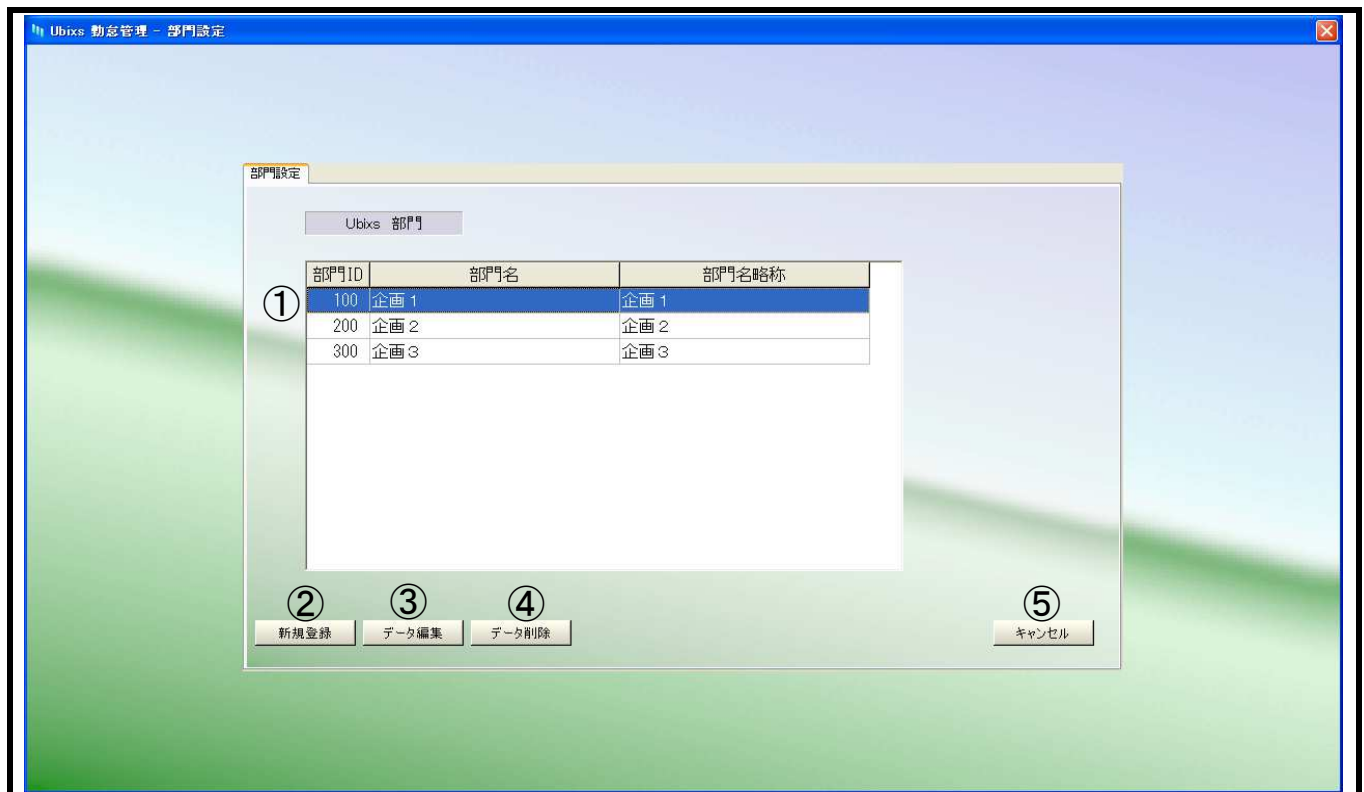 Ubixs 勤怠管理 - 部門設定
部門設定
Ubixs 部門
部門ID 部門名 部門名略称
① 100 企画１ 企画１
200 企画２ 企画２
300 企画３ 企画３
② ③ ④ ⑤
新規登録 データ編集 データ削除 キャンセル